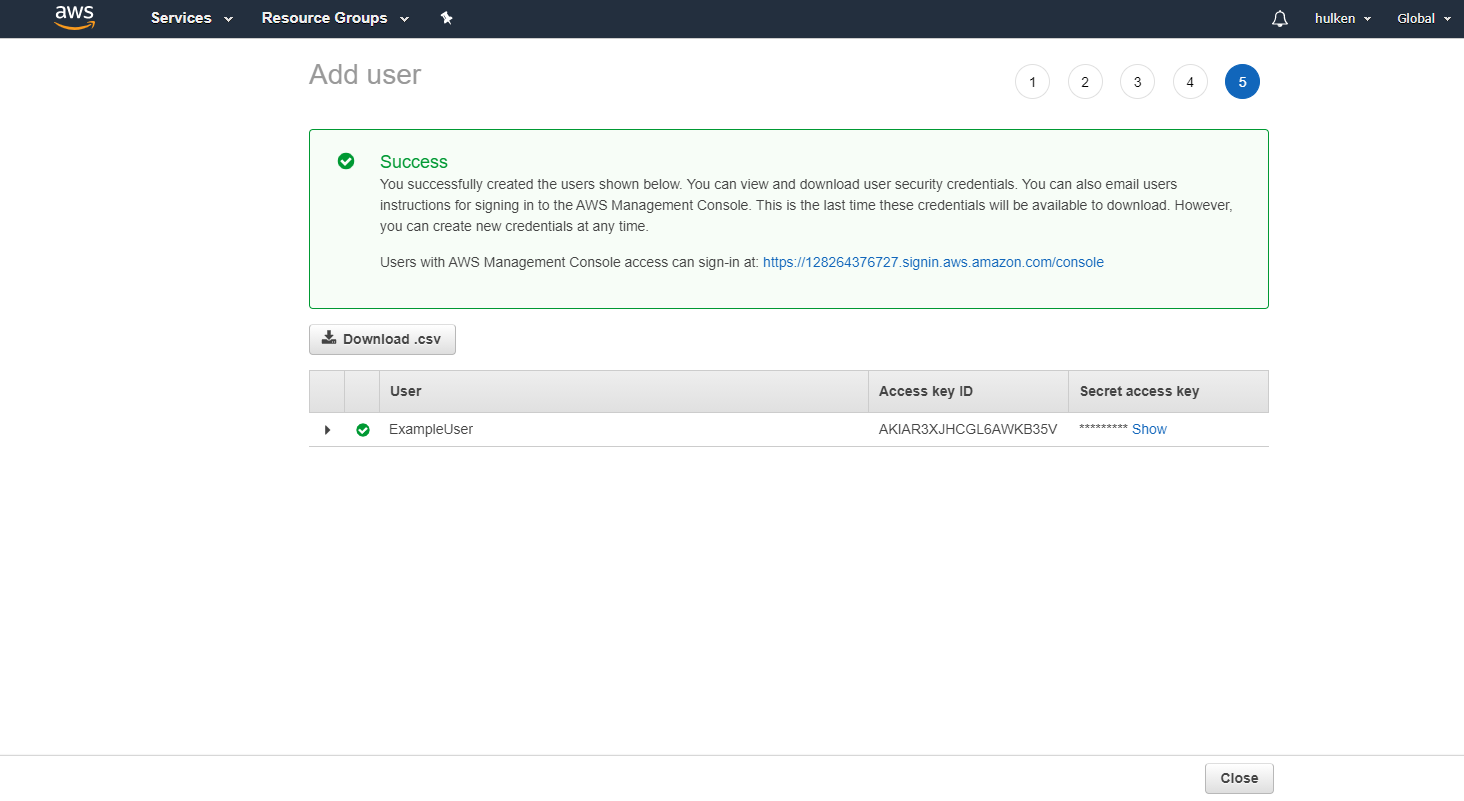 aws Services Resource Groups hulken Global
Add user
1 2 3 4 5
Success
You successfully created the users shown below. You can view and download user security credentials. You can also email users
instructions for signing in to the AWS Management Console. This is the last time these credentials will be available to download. However,
you can create new credentials at any time.
Users with AWS Management Console access can sign-in at: https://128264376727.signin.aws.amazon.com/console
Download .csv
User Access key ID Secret access key
ExampleUser AKIAR3XJHCGL6AWKB35V ********* Show
Close